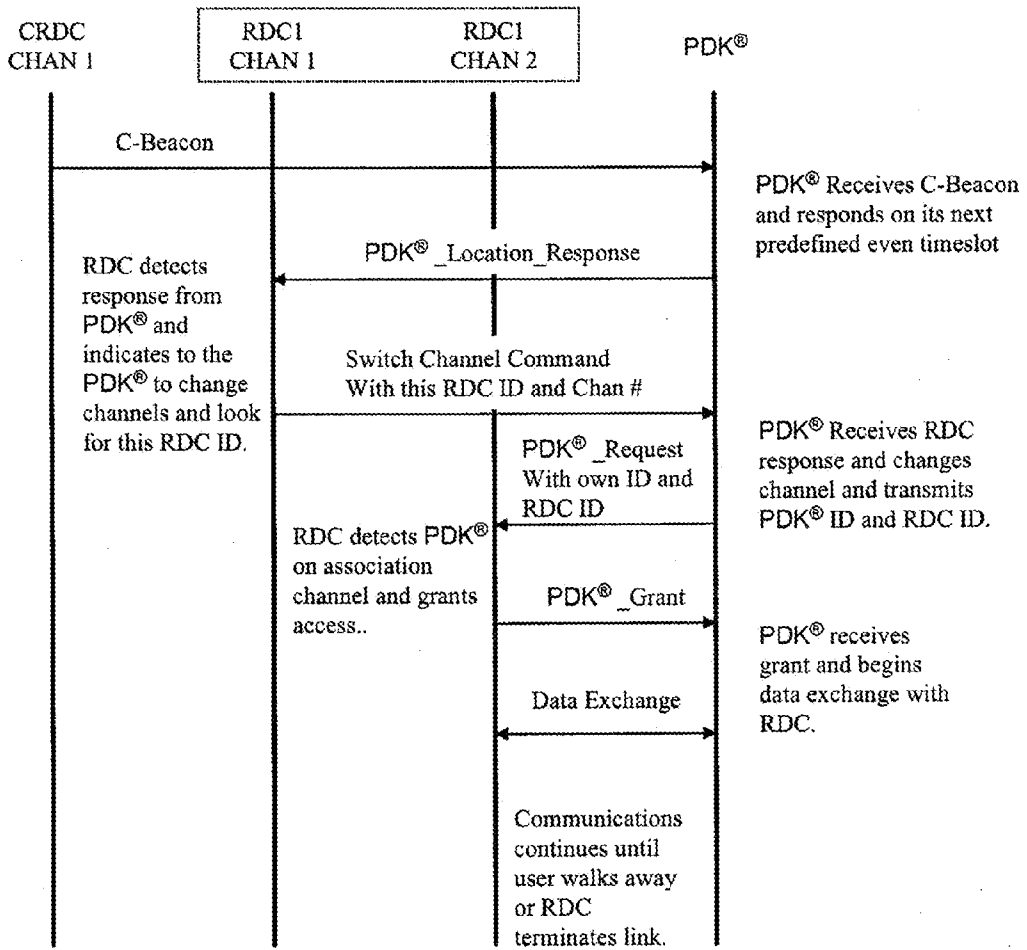 CRDC
CHAN 1
RDC1
CHAN 1
RDC1
CHAN 2
PDK®
C-Beacon
PDK® Receives C-Beacon
and responds on its next
predefined even timeslot
PDK® _Location_Response
RDC detects
response from
PDK® and
indicates to the
PDK® to change
channels and look
for this RDC ID.
Switch Channel Command
With this RDC ID and Chan #
PDK® Receives RDC
response and changes
channel and transmits
PDK® ID and RDC ID.
PDK® _Request
With own ID and
RDC ID
RDC detects PDK®
on association
channel and grants
access..
PDK® _Grant
PDK® receives
grant and begins
data exchange with
RDC.
Data Exchange
Communications
continues until
user walks away
or RDC
terminates link.